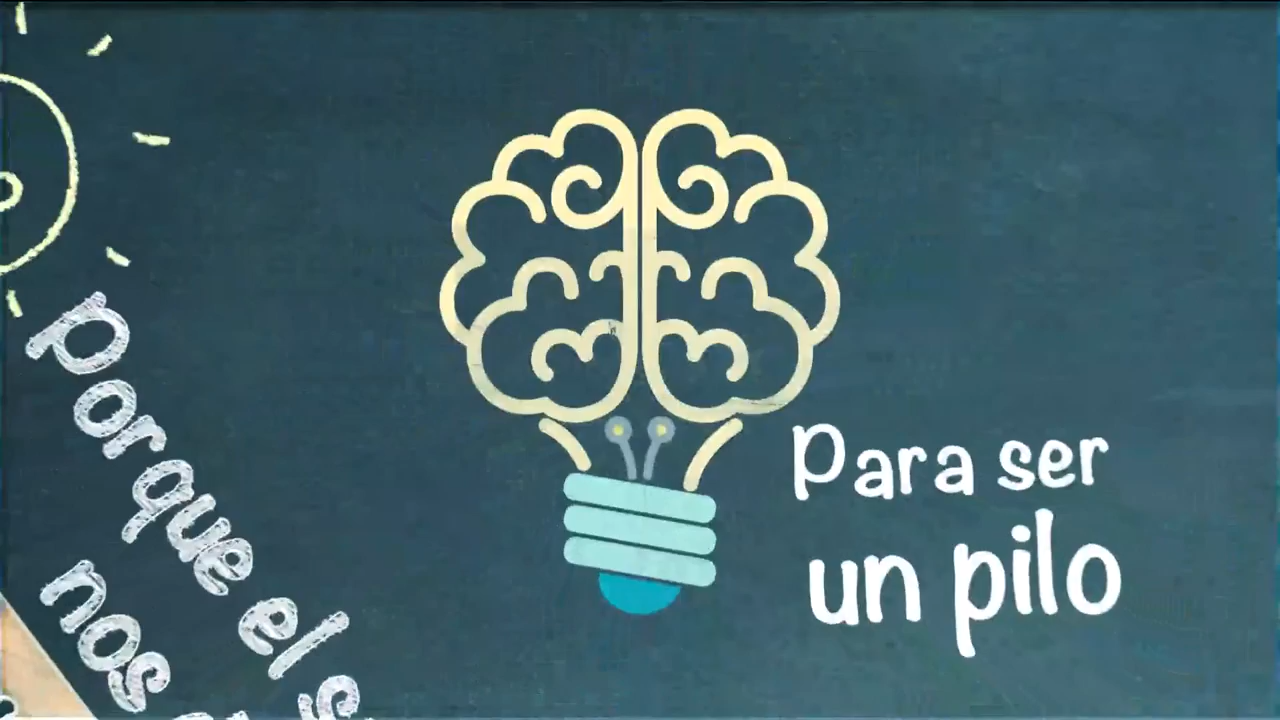 Porque el
nos
Para ser
un pilo